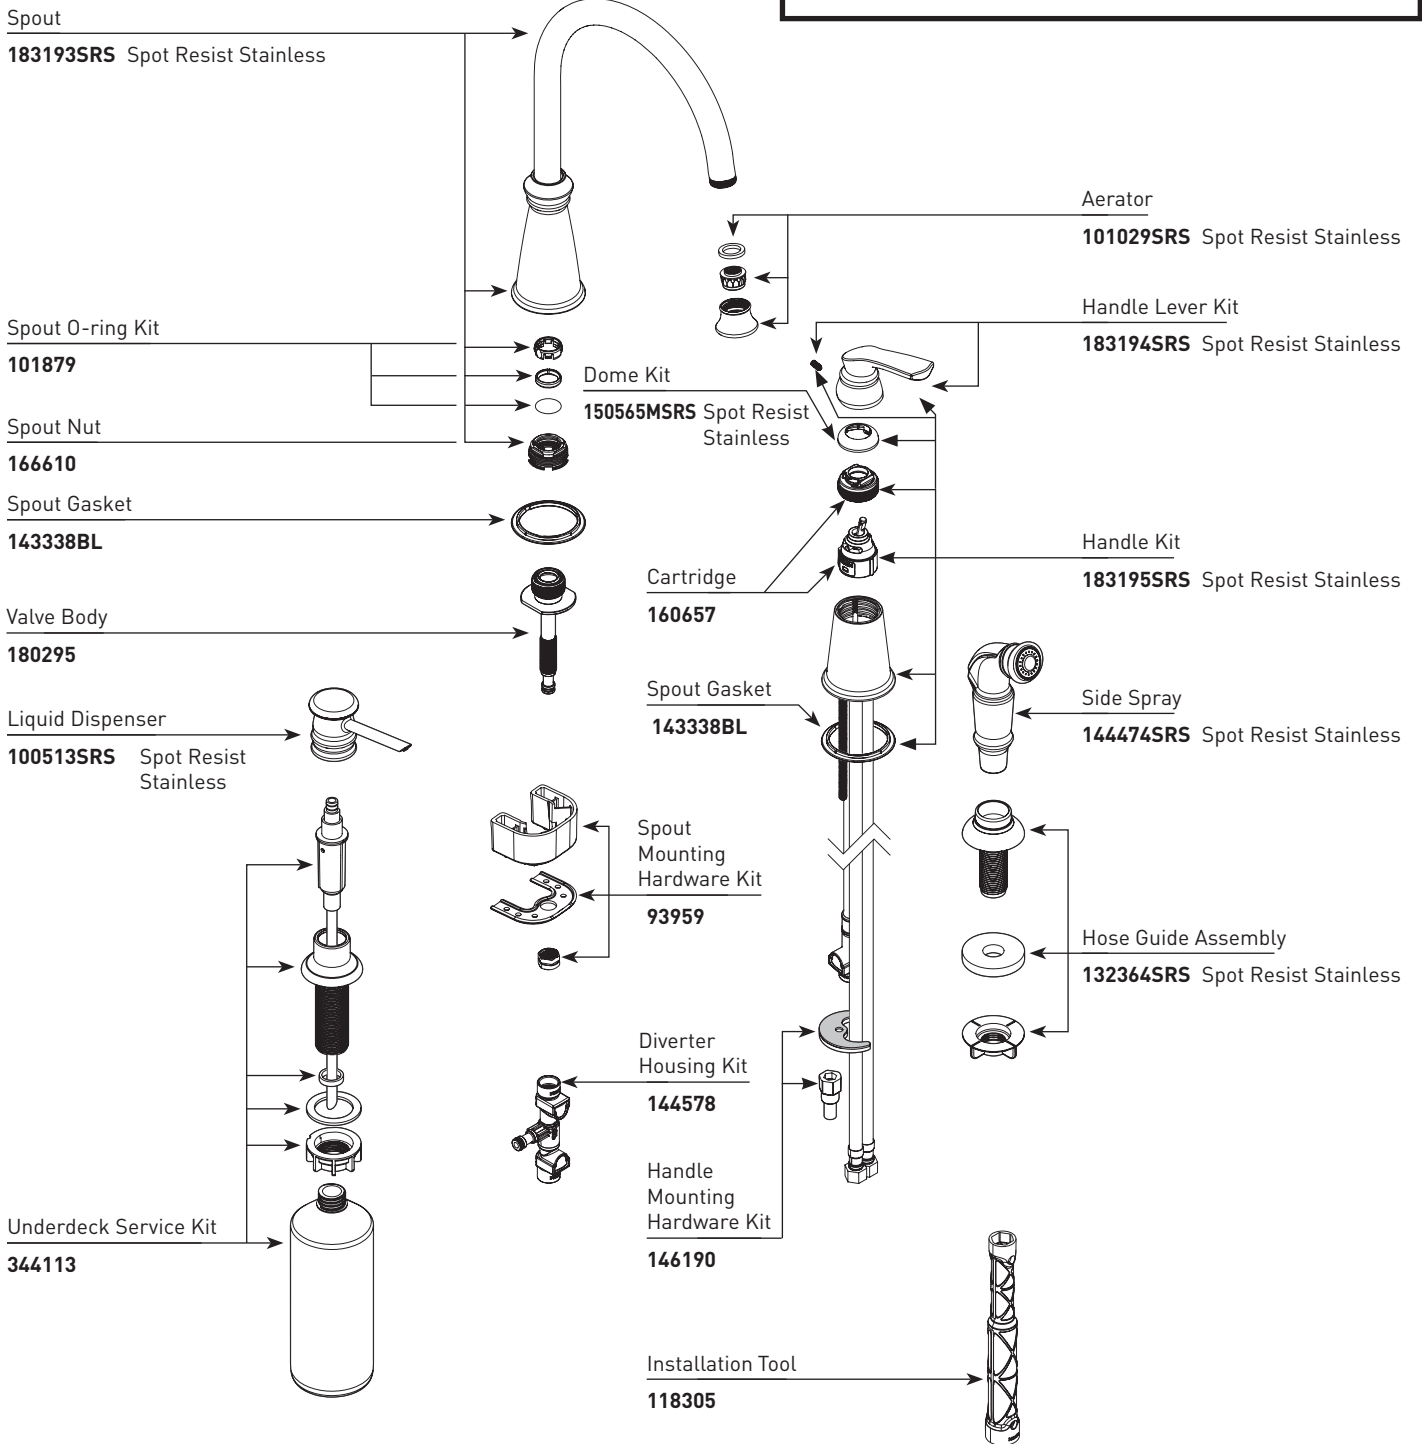 Spout
183193SRS Spot Resist Stainless
Spout O-ring Kit
101879
Spout Nut
166610
Spout Gasket
143338BL
Valve Body
180295
Liquid Dispenser
100513SRS Spot Resist
Stainless
Underdeck Service Kit
344113
Dome Kit
150565MSRS Spot Resist
Stainless
Cartridge
160657
Spout Gasket
143338BL
Spout
Mounting
Hardware Kit
93959
Diverter
Housing Kit
144578
Handle
Mounting
Hardware Kit
146190
Installation Tool
118305
Aerator
101029SRS Spot Resist Stainless
Handle Lever Kit
183194SRS Spot Resist Stainless
Handle Kit
183195SRS Spot Resist Stainless
Side Spray
144474SRS Spot Resist Stainless
Hose Guide Assembly
132364SRS Spot Resist Stainless